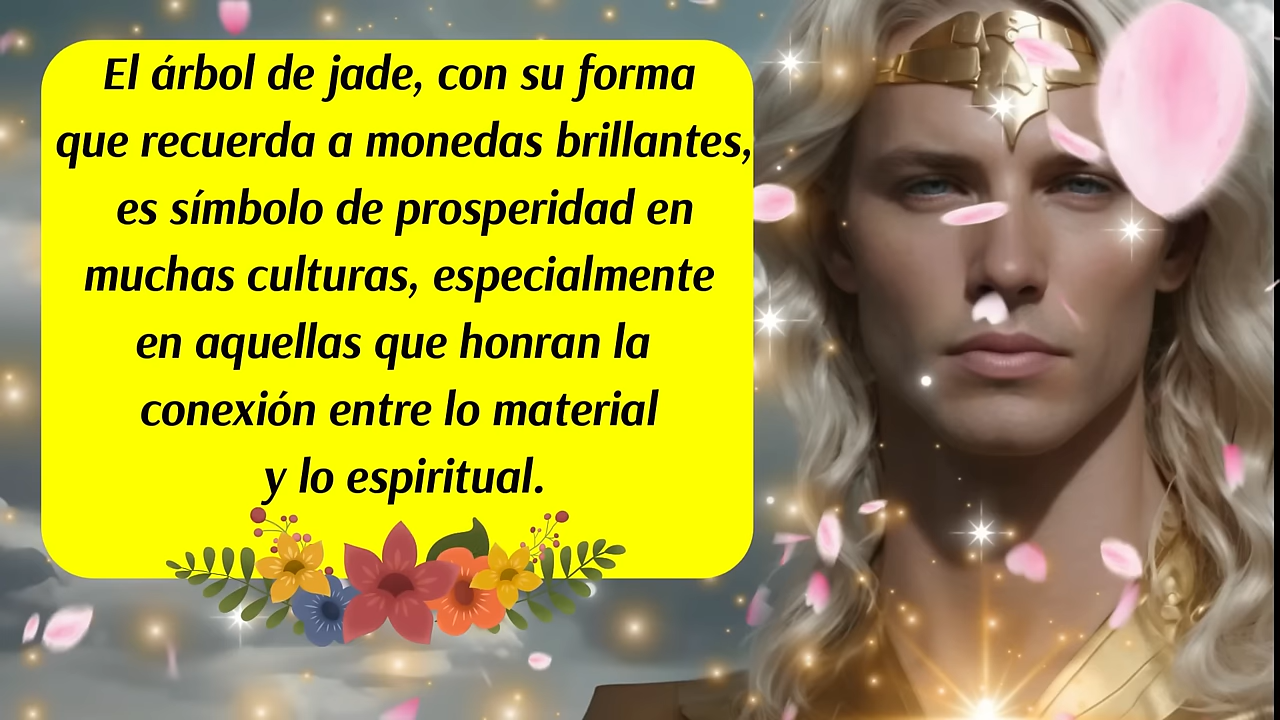 El árbol de jade, con su forma
que recuerda a monedas brillantes,
es símbolo de prosperidad en
muchas culturas, especialmente
en aquellas que honran la
conexión entre lo material
y lo espiritual.